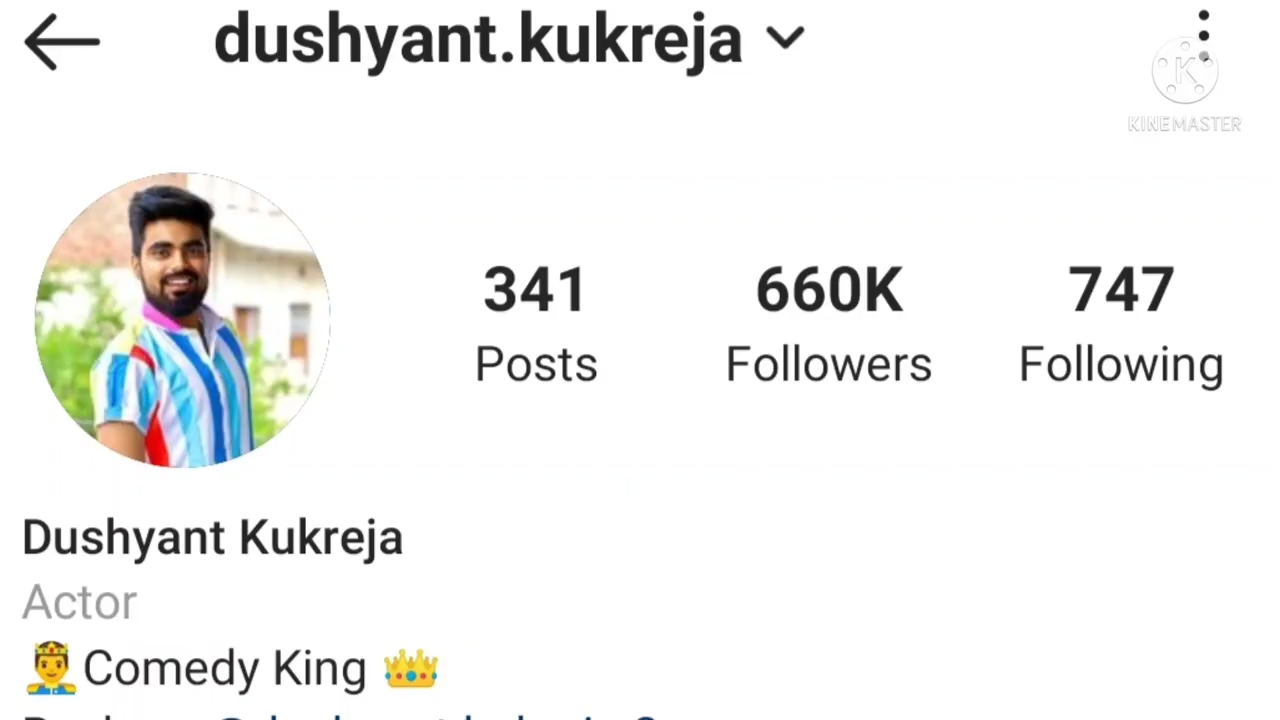 dushyant.kukreja
KINEMASTER
341 660K 747
Posts Followers Following
Dushyant Kukreja
Actor
🤴Comedy King 👑